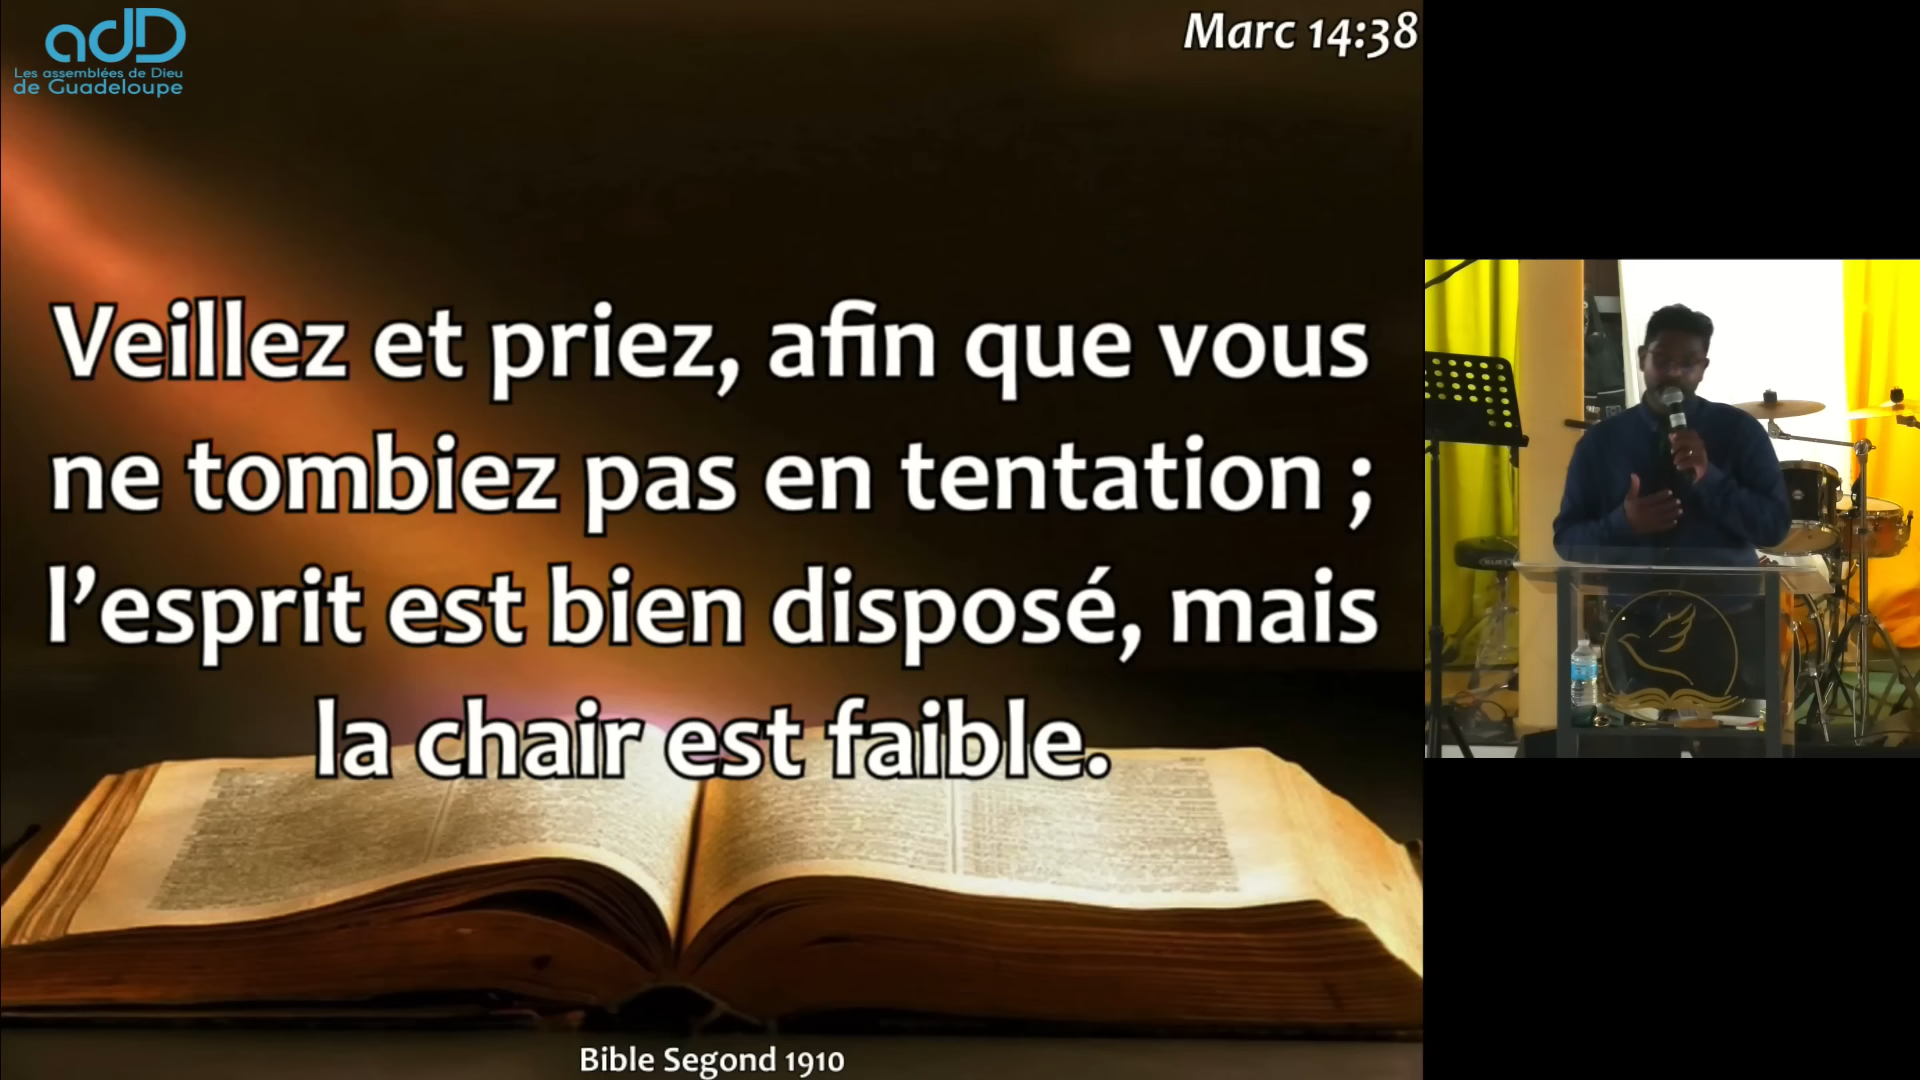 adD
Les assemblées de Dieu
de Guadeloupe
Marc 14:38
Veillez et priez, afin que vous
ne tombiez pas en tentation ;
l’esprit est bien disposé, mais
la chair est faible.
Bible Segond 1910